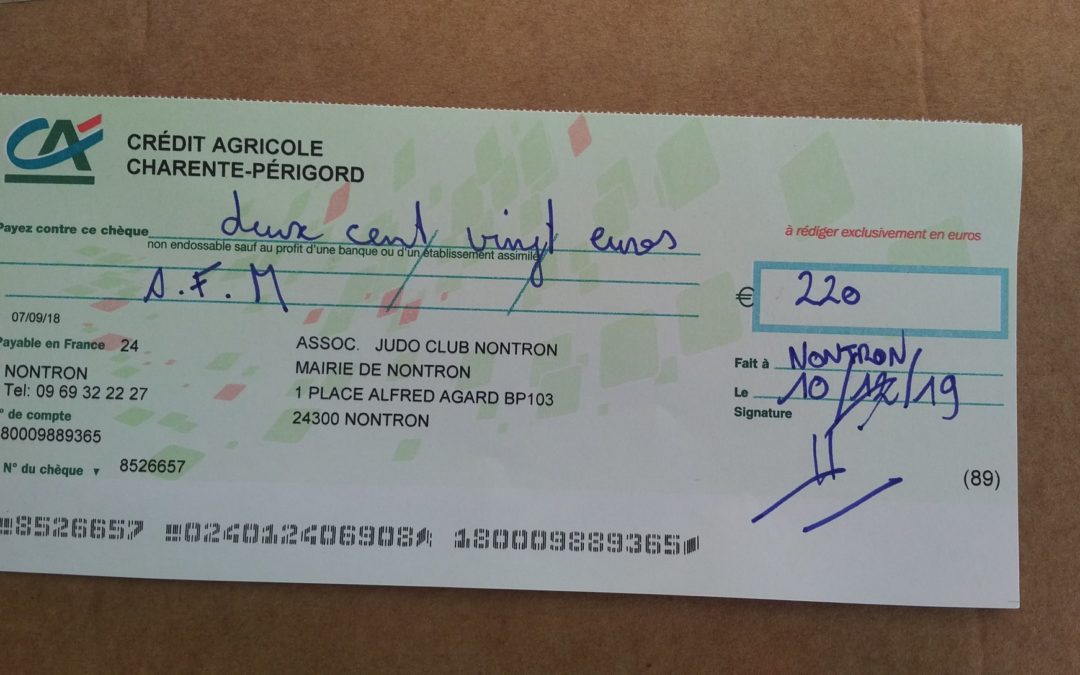 CA
CRÉDIT AGRICOLE
CHARENTE-PÉRIGORD
Payez contre ce chèque deux cent vingt euros
non endossable sauf au profit d'une banque ou d'un établissement assimilé
à rédiger exclusivement en euros
A.F.M
€ 220
07/09/18
Payable en France 24
NONTRON
Tel: 09 69 32 22 27
° de compte
80009889365
N° du chèque ▼ 8526657
ASSOC. JUDO CLUB NONTRON
MAIRIE DE NONTRON
1 PLACE ALFRED AGARD BP103
24300 NONTRON
Fait à NONTRON
Le 10/12/19
Signature
(89)
8526657 024012406908 180009889365